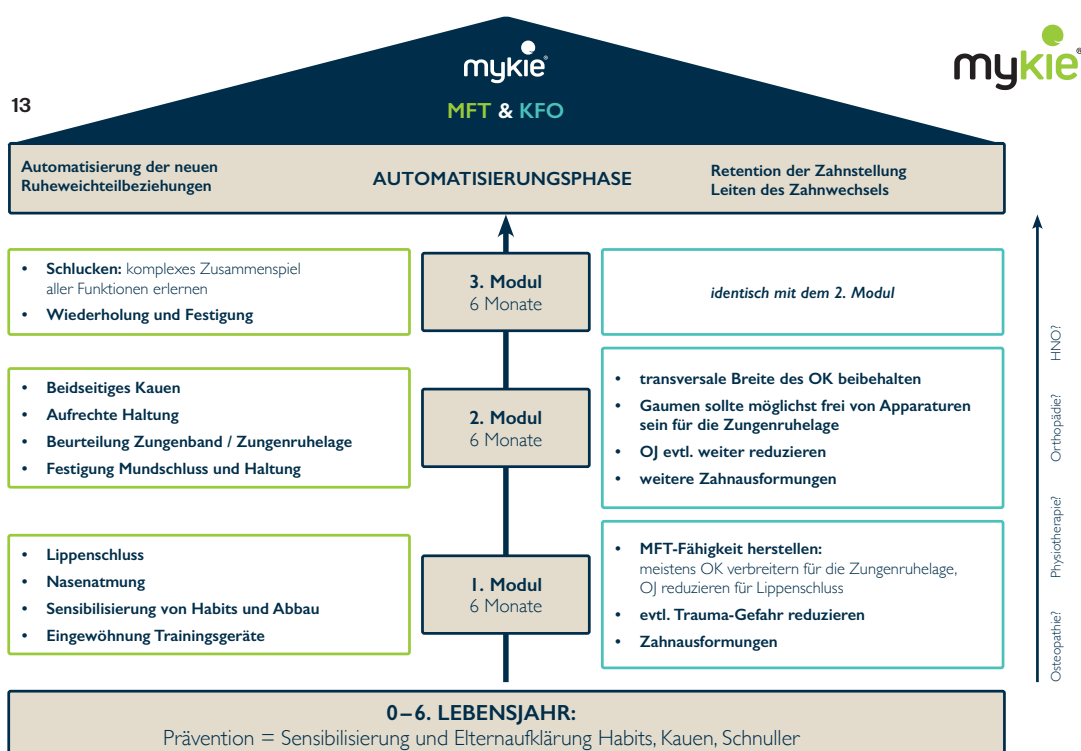 mykie®
mykie®
13
MFT & KFO
Automatisierung der neuen
Ruheweichteilbeziehungen
AUTOMATISIERUNGSPHASE
Retention der Zahnstellung
Leiten des Zahnwechsels
• Schlucken: komplexes Zusammenspiel
aller Funktionen erlernen
• Wiederholung und Festigung
3. Modul
6 Monate
identisch mit dem 2. Modul
• Beidseitiges Kauen
• Aufrechte Haltung
• Beurteilung Zungenband / Zungenruhelage
• Festigung Mundschluss und Haltung
2. Modul
6 Monate
• transversale Breite des OK beibehalten
• Gaumen sollte möglichst frei von Apparaturen
sein für die Zungenruhelage
• OJ evtl. weiter reduzieren
• weitere Zahnausformungen
• Lippenschluss
• Nasenatmung
• Sensibilisierung von Habits und Abbau
• Eingewöhnung Trainingsgeräte
1. Modul
6 Monate
• MFT-Fähigkeit herstellen:
meistens OK verbreitern für die Zungenruhelage,
OJ reduzieren für Lippenschluss
• evtl. Trauma-Gefahr reduzieren
• Zahnausformungen
Osteopathie? Physiotherapie? Orthopädie? HNO?
0–6. LEBENSJAHR:
Prävention = Sensibilisierung und Elternaufklärung Habits, Kauen, Schnuller